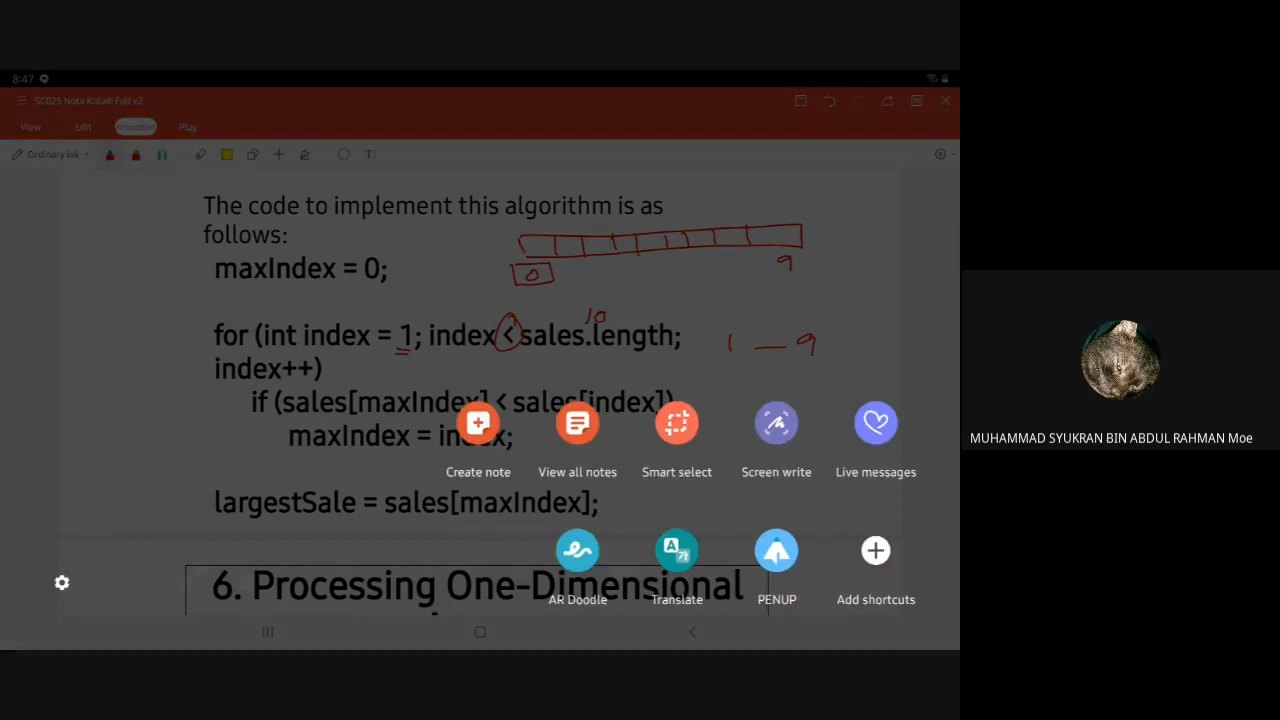 8:47
SC025 Nota Kuliah Full v2
View Edit Annotation Play
Ordinary Ink
The code to implement this algorithm is as
follows:
maxIndex = 0;
0
9
10
for (int index = 1; index < sales.length;
1 — 9
index++)
if (sales[maxIndex] < sales[index])
maxIndex = index;
largestSale = sales[maxIndex];
6. Processing One-Dimensional
Create note View all notes Smart select Screen write Live messages
AR Doodle Translate PENUP Add shortcuts
MUHAMMAD SYUKRAN BIN ABDUL RAHMAN Moe